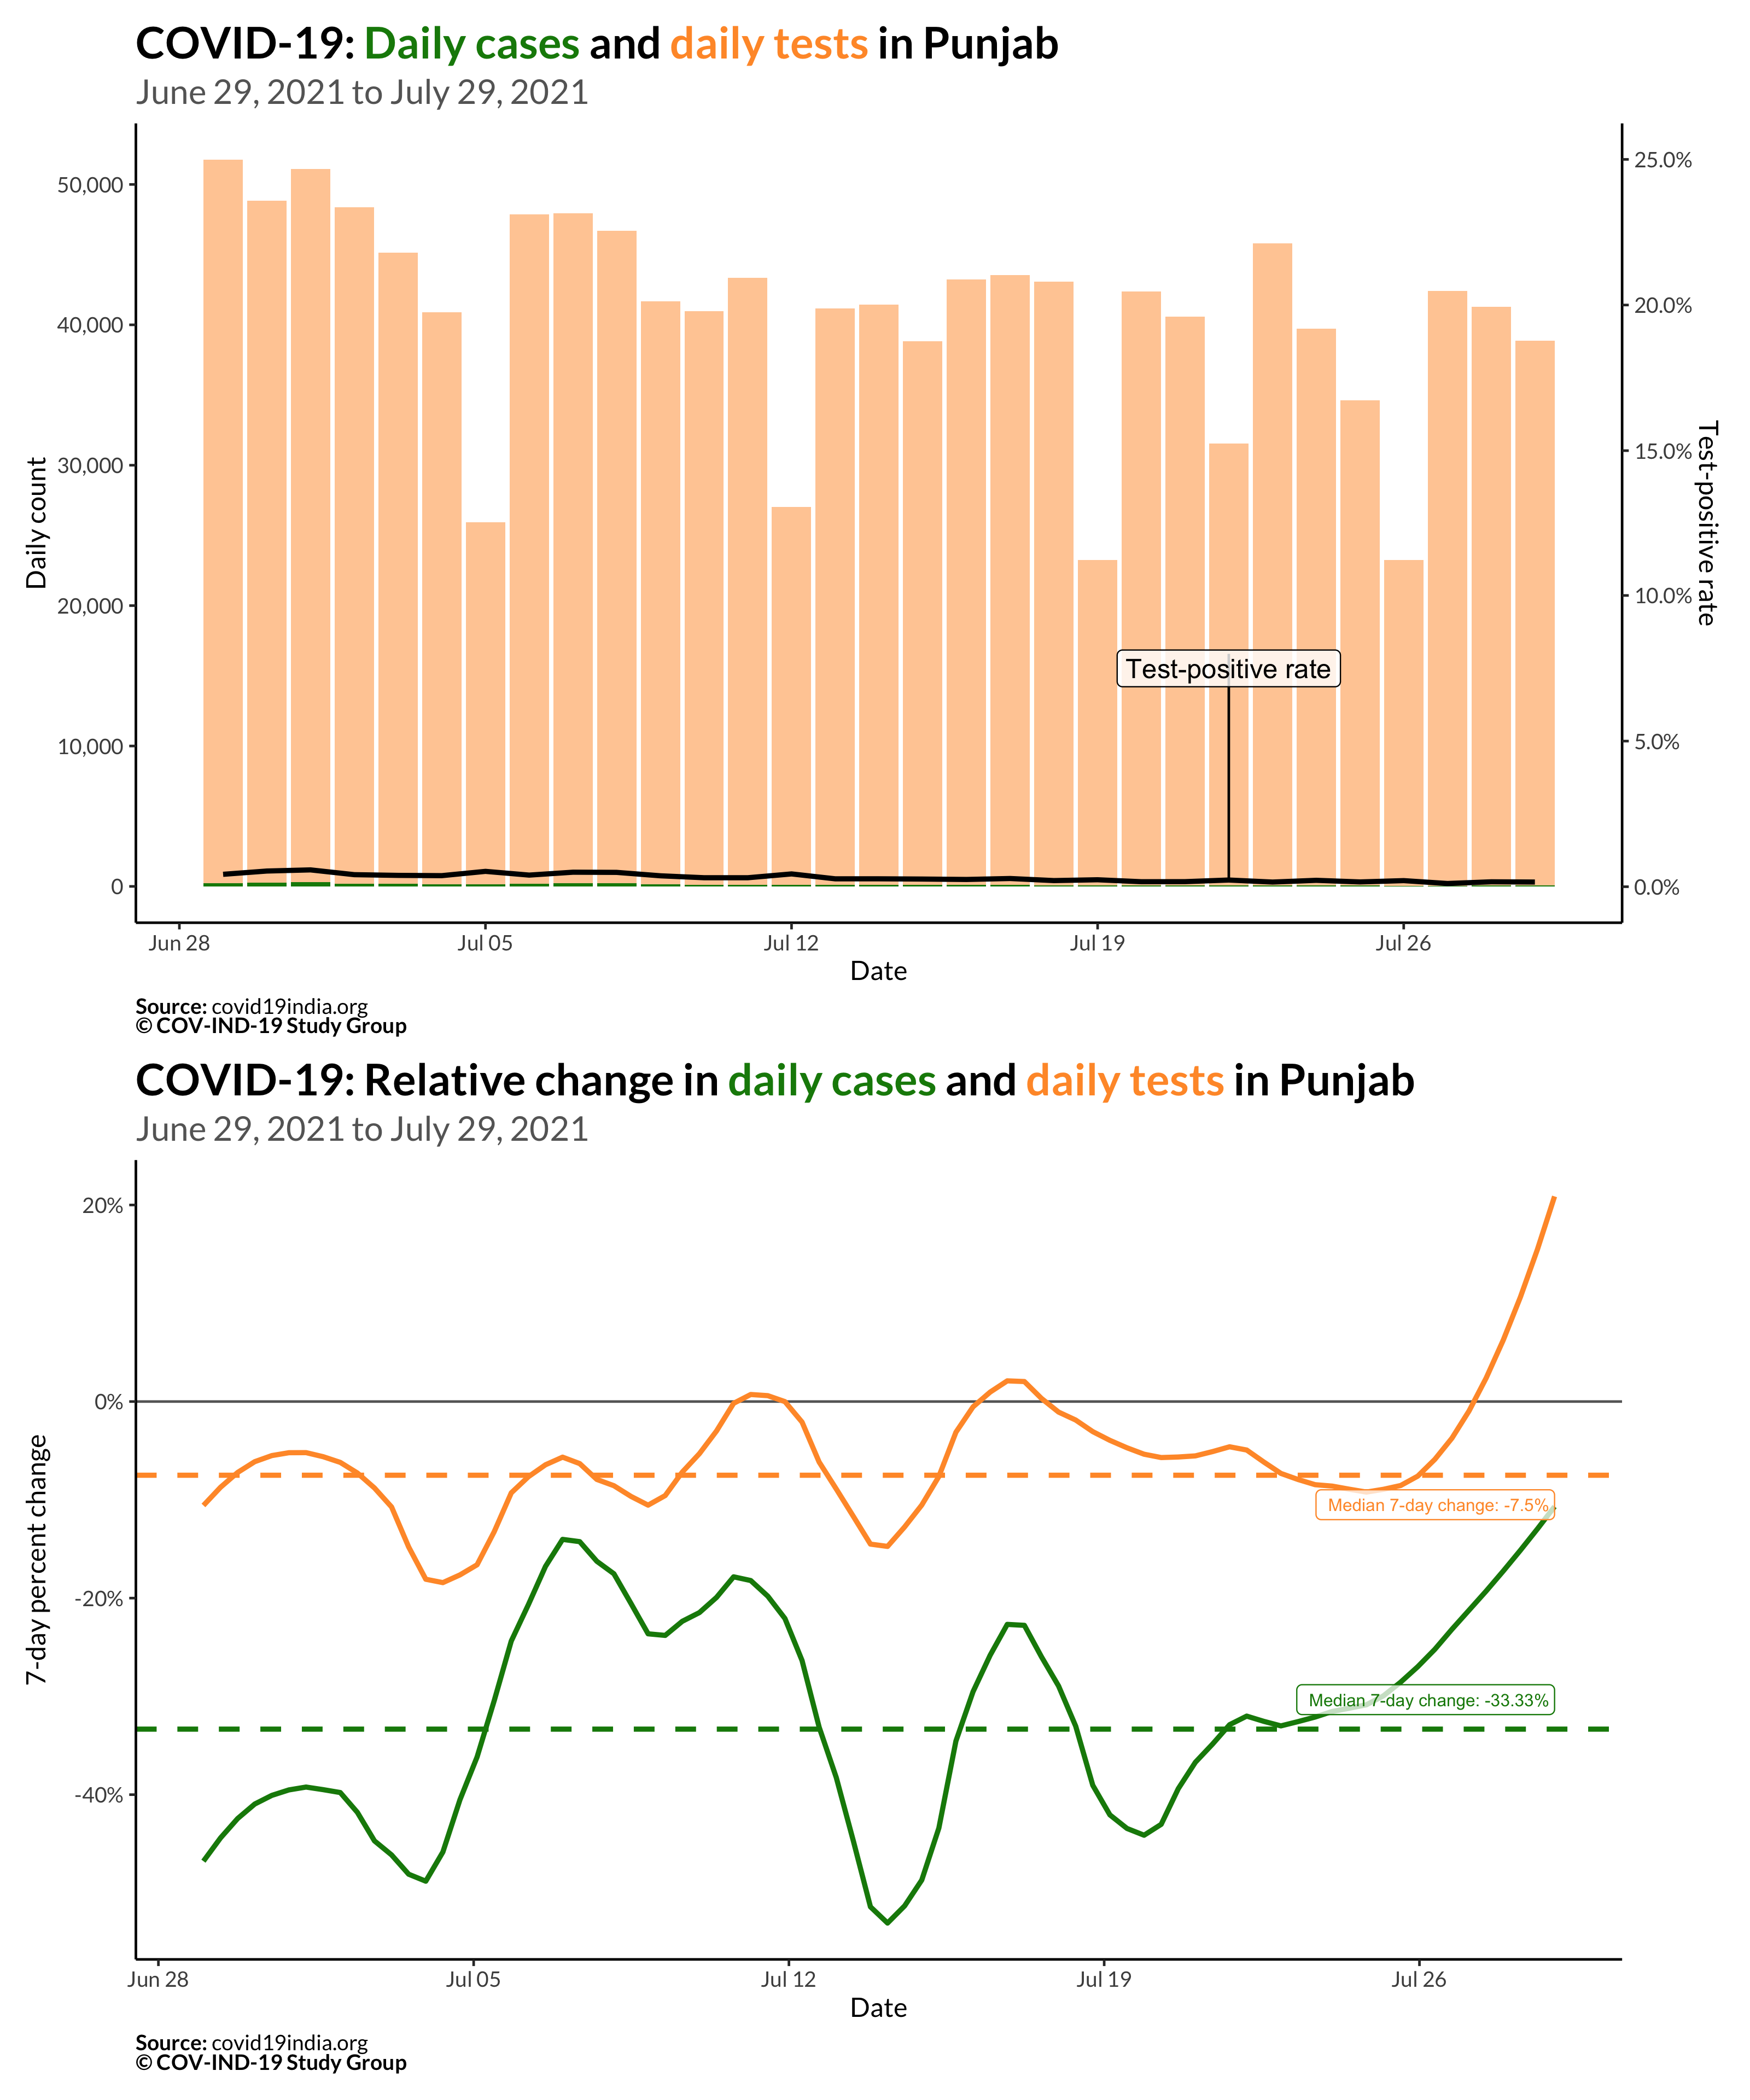 COVID-19: Daily cases and daily tests in Punjab
June 29, 2021 to July 29, 2021
50,000
40,000
30,000
20,000
10,000
0
Daily count
25.0%
20.0%
15.0%
10.0%
5.0%
0.0%
Test-positive rate
Test-positive rate
Jun 28
Jul 05
Jul 12
Jul 19
Jul 26
Date
Source: covid19india.org
© COV-IND-19 Study Group
COVID-19: Relative change in daily cases and daily tests in Punjab
June 29, 2021 to July 29, 2021
20%
0%
-20%
-40%
7-day percent change
Median 7-day change: -7.5%
Median 7-day change: -33.33%
Jun 28
Jul 05
Jul 12
Jul 19
Jul 26
Date
Source: covid19india.org
© COV-IND-19 Study Group